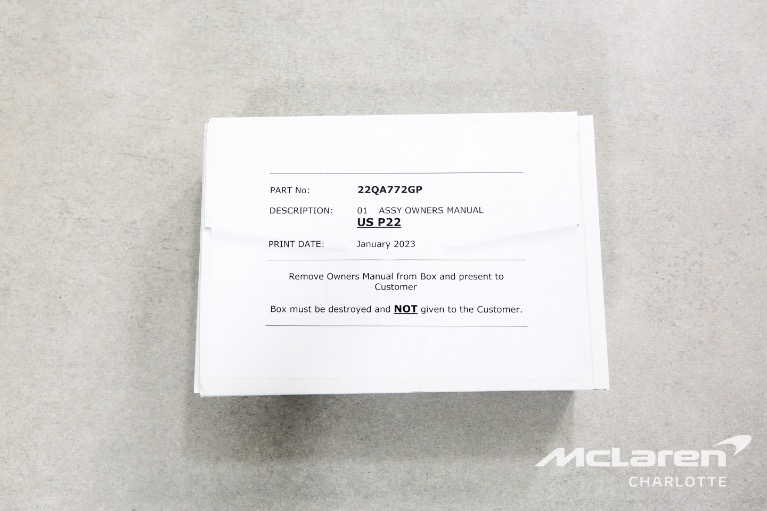 PART No: 22QA772GP
DESCRIPTION: 01 ASSY OWNERS MANUAL
US P22
PRINT DATE: January 2023
Remove Owners Manual from Box and present to
Customer
Box must be destroyed and NOT given to the Customer.
McLaren
CHARLOTTE